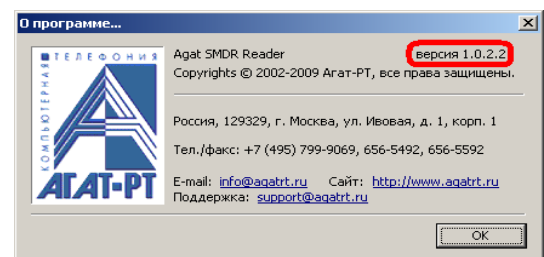 О программе...
ТЕЛЕФОНИЯ
КОМПЬЮТЕРНАЯ
АГАТ-РТ
Agat SMDR Reader версия 1.0.2.2
Copyrights © 2002-2009 Агат-РТ, все права защищены.
Россия, 129329, г. Москва, ул. Ивовая, д. 1, корп. 1
Тел./факс: +7 (495) 799-9069, 656-5492, 656-5592
E-mail: info@agatrt.ru Сайт: http://www.agatrt.ru
Поддержка: support@agatrt.ru
OK